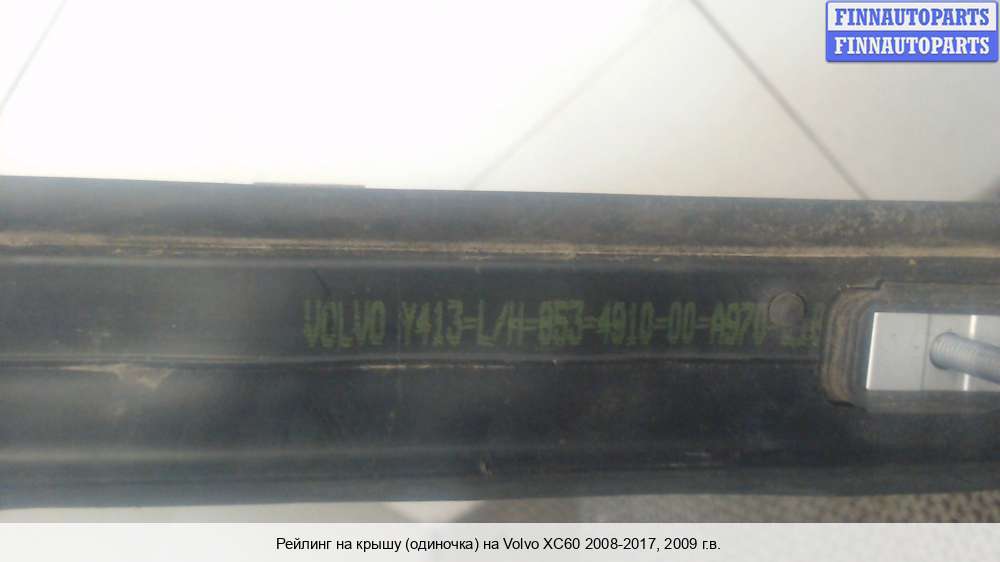 FINNAUTOPARTS
FINNAUTOPARTS
VOLVO Y413-L/H-853-4910-00-A970-
Рейлинг на крышу (одиночка) на Volvo XC60 2008-2017, 2009 г.в.